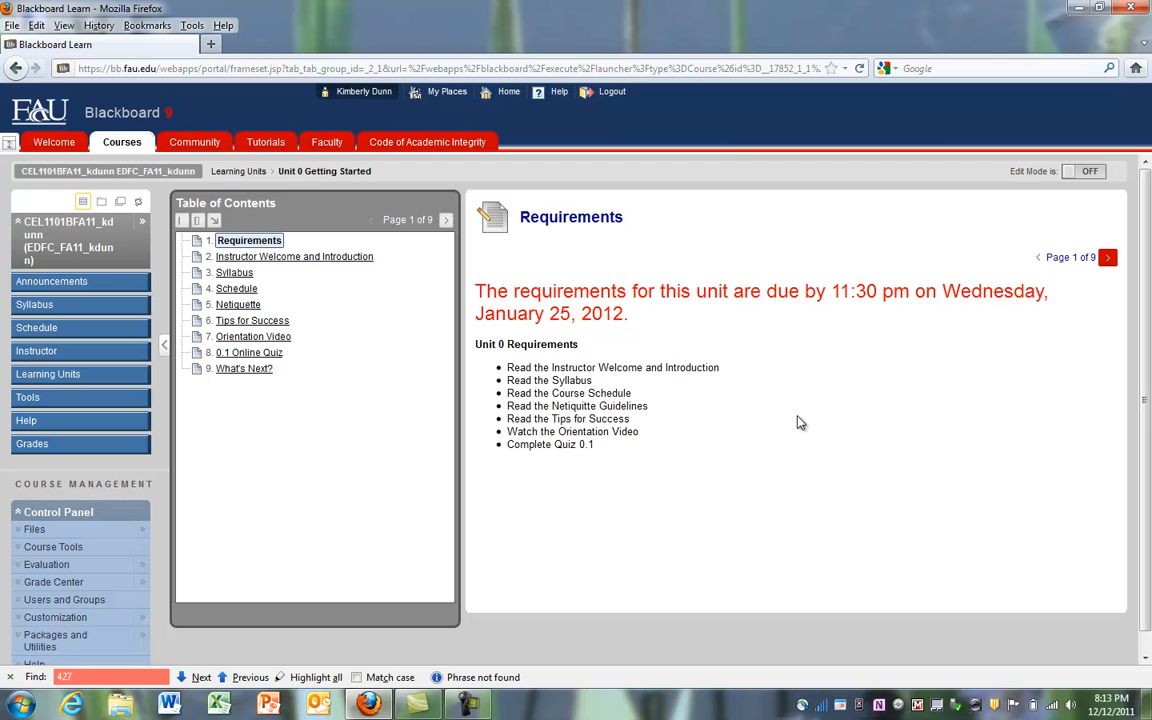 Blackboard Learn - Mozilla Firefox
File Edit View History Bookmarks Tools Help
Blackboard Learn
https://bb.fau.edu/webapps/portal/frameset.jsp?tab_tab_group_id=_2_1&url=%2Fwebapps%2Fblackboard%2Fexecute%2Flauncher%3Ftype%3DCourse%26id%3D__17852_1_1%
Google
Kimberly Dunn My Places Home Help Logout
FAU Blackboard 9
Welcome Courses Community Tutorials Faculty Code of Academic Integrity
CEL1101BFA11_kdunn EDFC_FA11_kdunn Learning Units > Unit 0 Getting Started
Edit Mode is: OFF
CEL1101BFA11_kd
unn
(EDFC_FA11_kdun
n)
Announcements
Syllabus
Schedule
Instructor
Learning Units
Tools
Help
Grades
COURSE MANAGEMENT
Control Panel
Files
Course Tools
Evaluation
Grade Center
Users and Groups
Customization
Packages and
Utilities
Help
Table of Contents
Page 1 of 9
1. Requirements
2. Instructor Welcome and Introduction
3. Syllabus
4. Schedule
5. Netiquette
6. Tips for Success
7. Orientation Video
8. 0.1 Online Quiz
9. What's Next?
Requirements
Page 1 of 9
The requirements for this unit are due by 11:30 pm on Wednesday,
January 25, 2012.
Unit 0 Requirements
• Read the Instructor Welcome and Introduction
• Read the Syllabus
• Read the Course Schedule
• Read the Netiquitte Guidelines
• Read the Tips for Success
• Watch the Orientation Video
• Complete Quiz 0.1
Find: 427 Next Previous Highlight all Match case Phrase not found
8:13 PM
12/12/2011